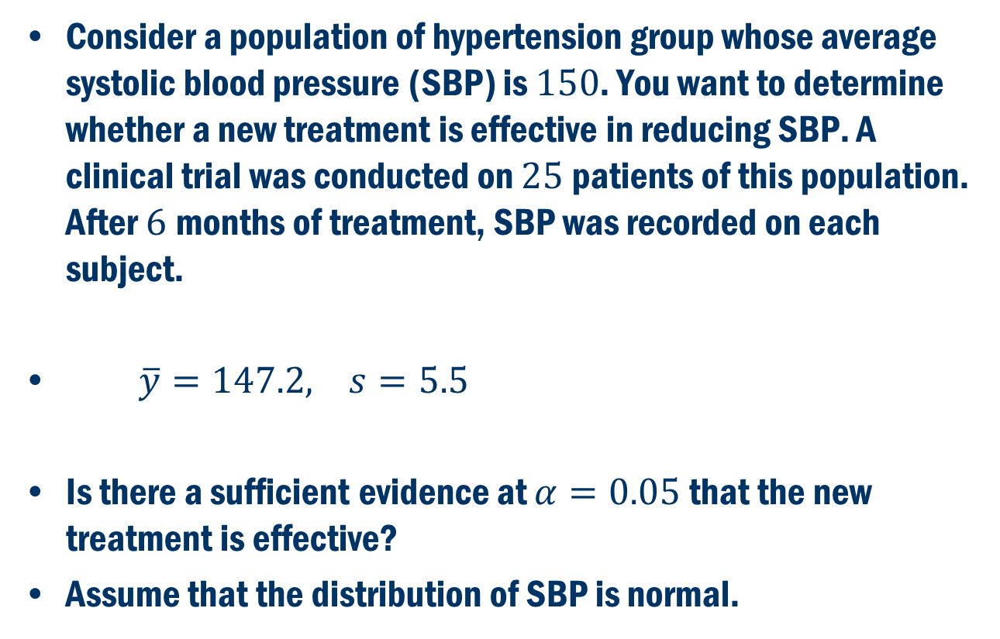 • Consider a population of hypertension group whose average
systolic blood pressure (SBP) is 150. You want to determine
whether a new treatment is effective in reducing SBP. A
clinical trial was conducted on 25 patients of this population.
After 6 months of treatment, SBP was recorded on each
subject.
• ȳ = 147.2, s = 5.5
• Is there a sufficient evidence at α = 0.05 that the new
treatment is effective?
• Assume that the distribution of SBP is normal.